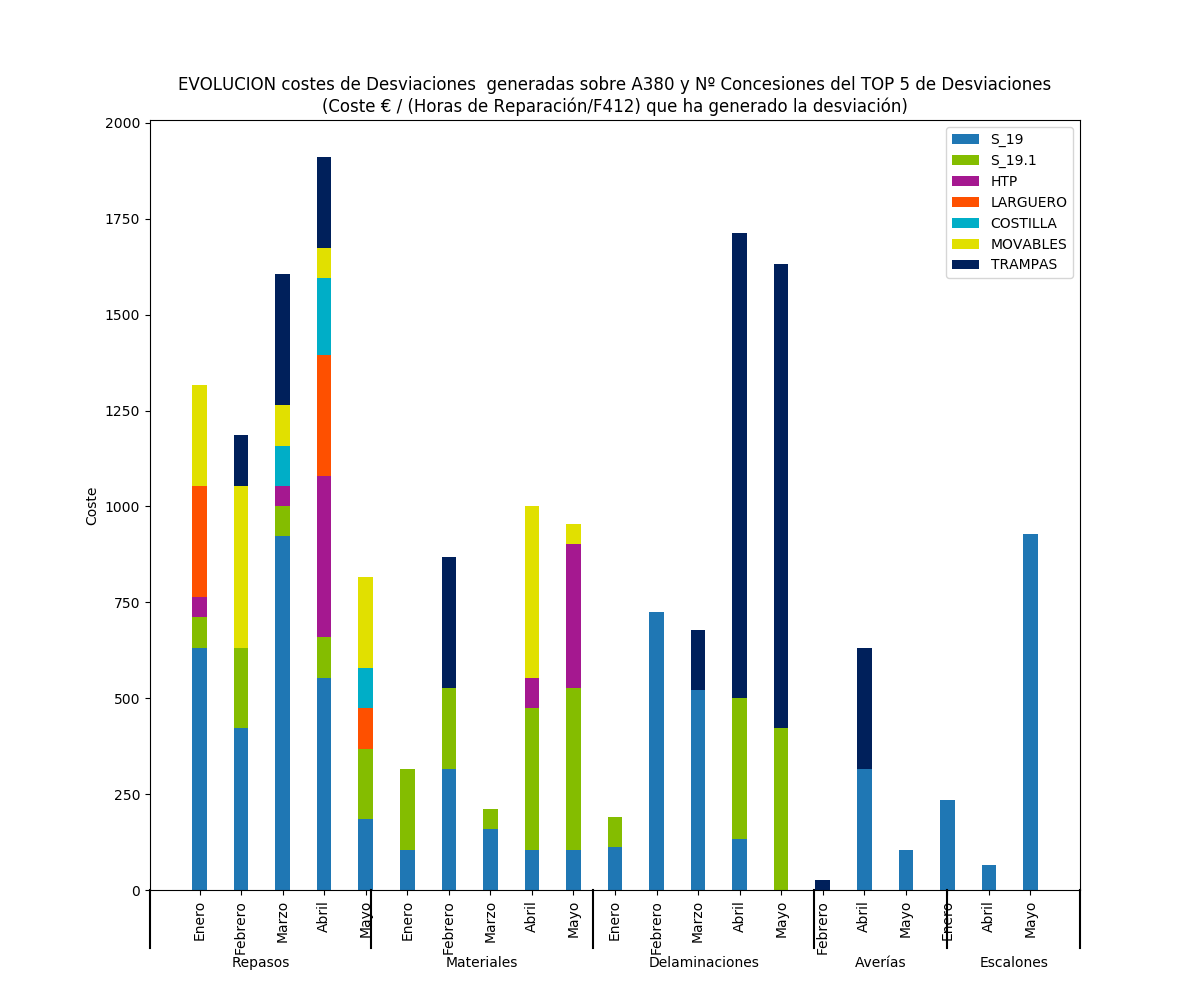 EVOLUCION costes de Desviaciones  generadas sobre A380 y Nº Concesiones del TOP 5 de Desviaciones
(Coste € / (Horas de Reparación/F412) que ha generado la desviación)
S_19
S_19.1
HTP
LARGUERO
COSTILLA
MOVABLES
TRAMPAS
2000
1750
1500
1250
1000
750
500
250
0
Coste
Enero
Febrero
Marzo
Abril
Mayo
Enero
Febrero
Marzo
Abril
Mayo
Enero
Febrero
Marzo
Abril
Mayo
Febrero
Abril
Mayo
Enero
Abril
Mayo
Repasos
Materiales
Delaminaciones
Averías
Escalones